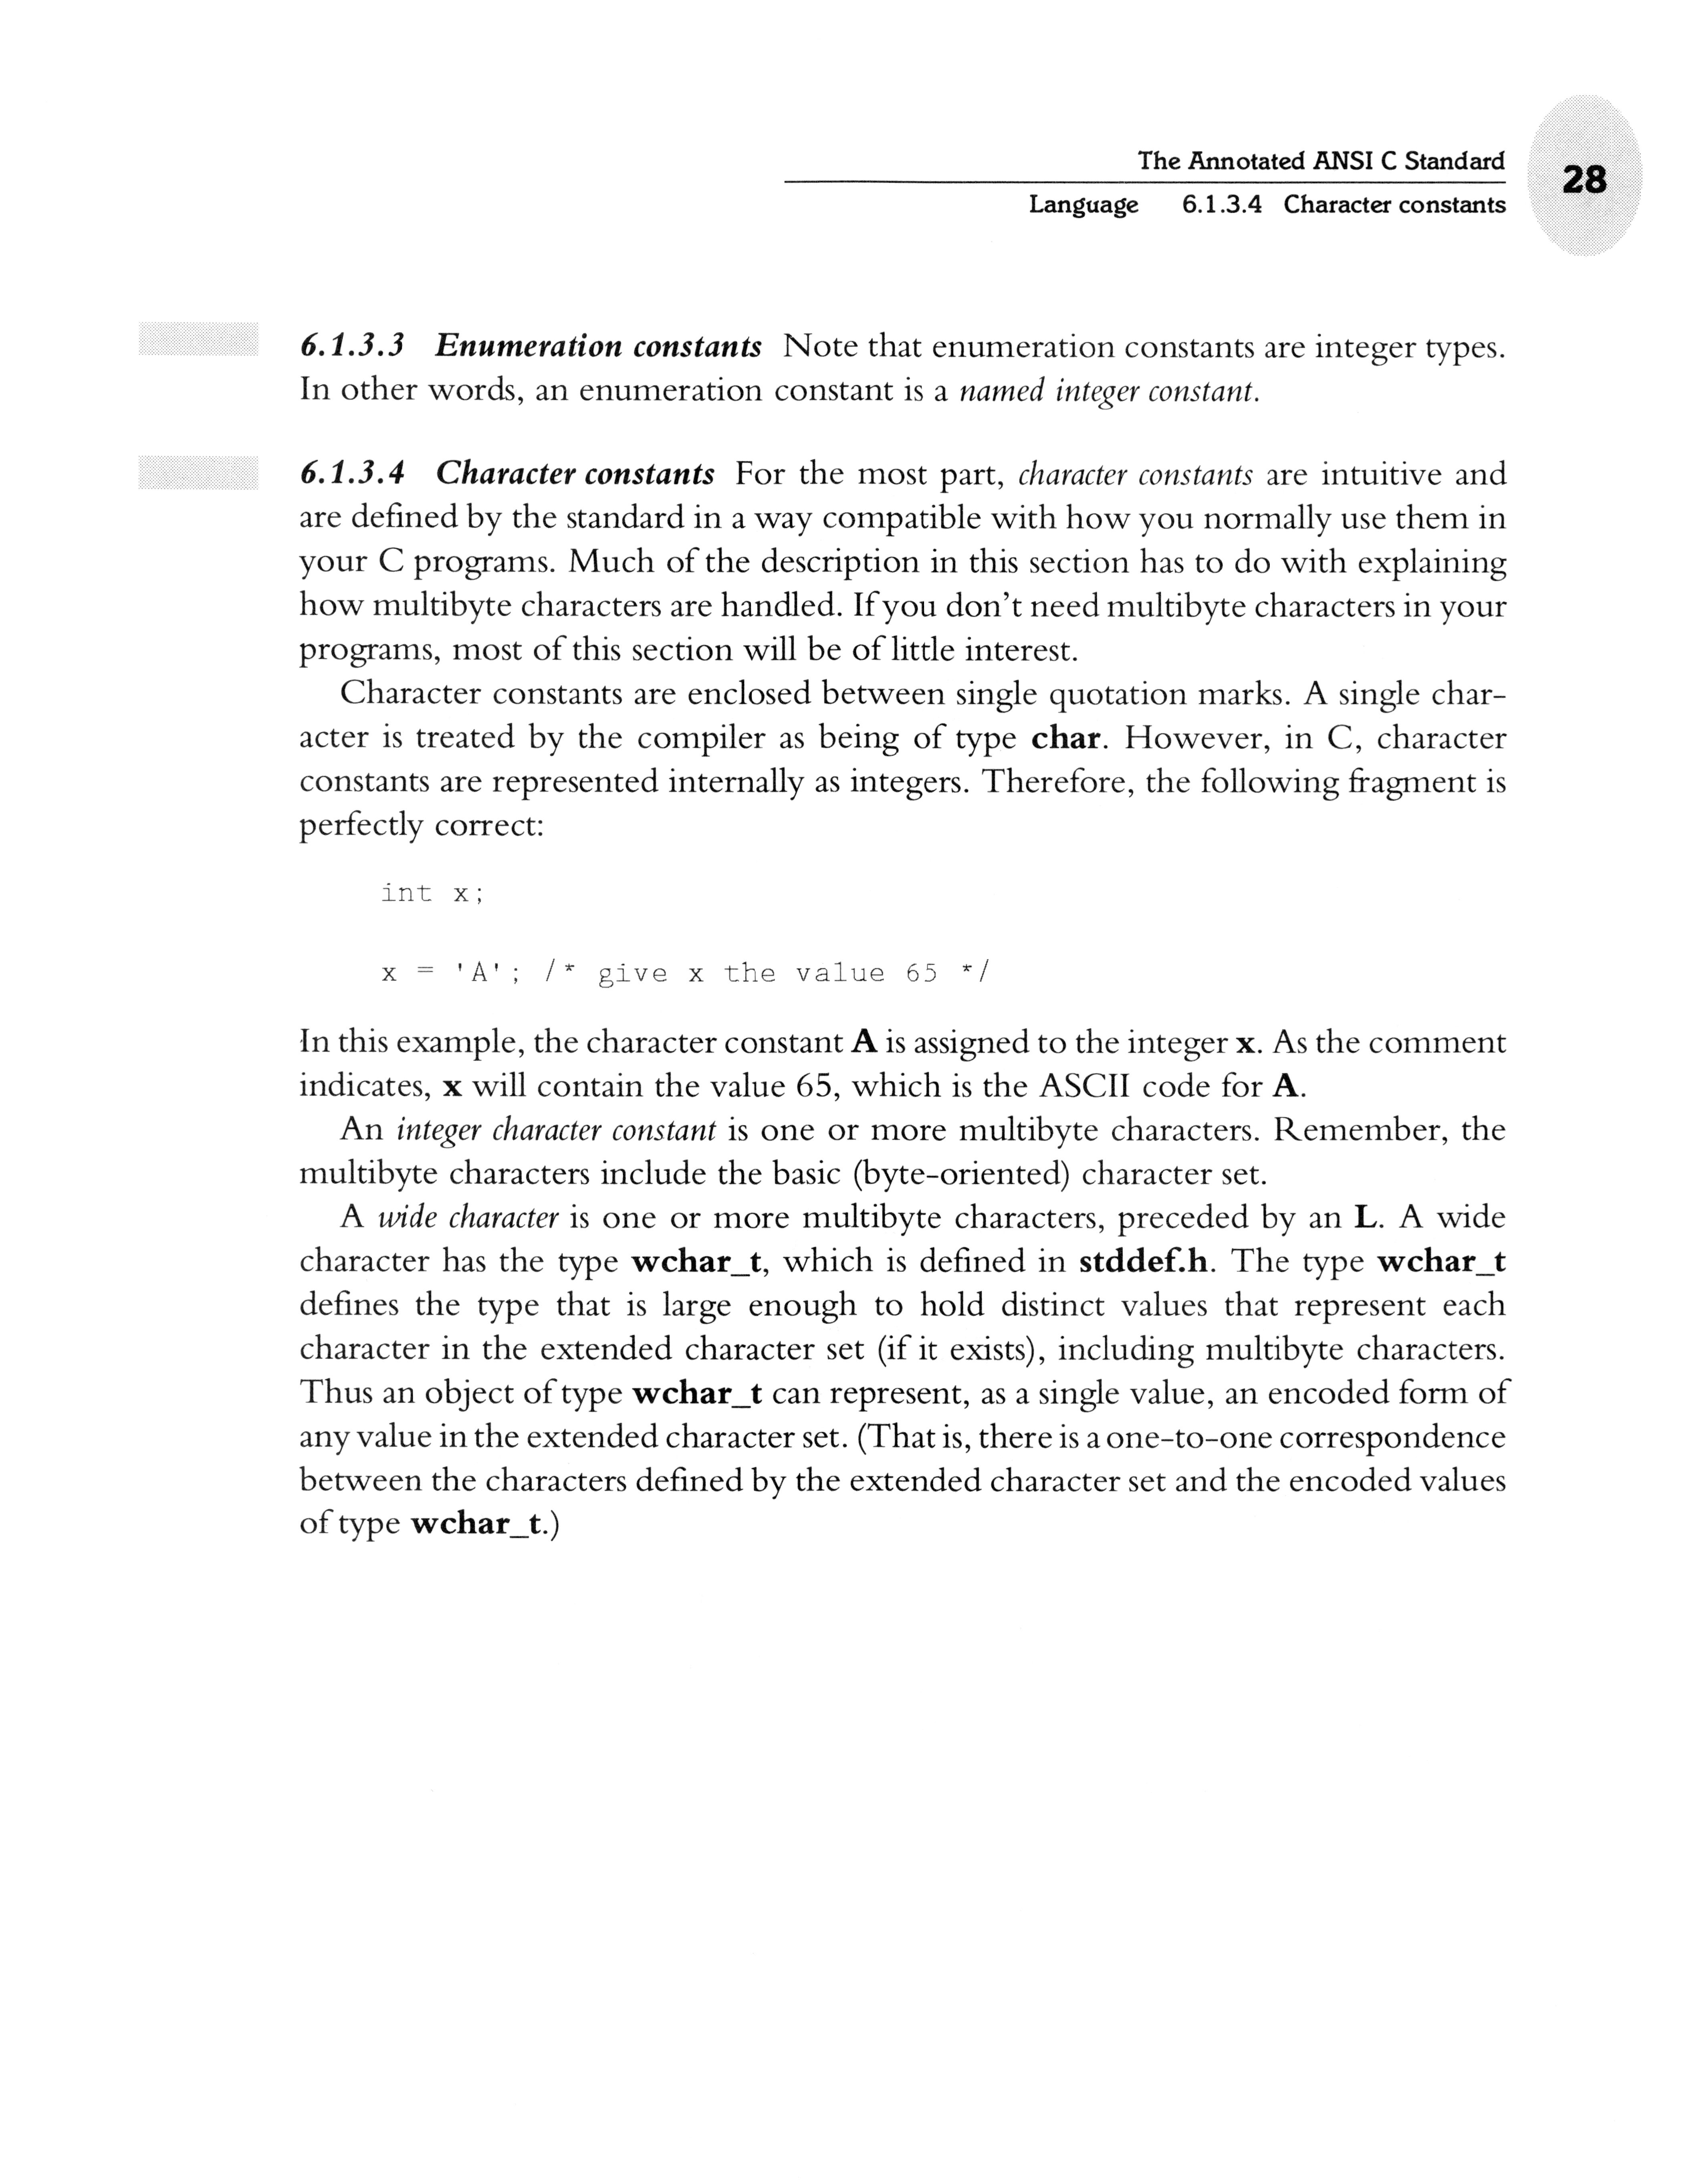 The Annotated ANSI C Standard
28
Language 6.1.3.4 Character constants
6.1.3.3 Enumeration constants Note that enumeration constants are integer types.
In other words, an enumeration constant is a named integer constant.
6.1.3.4 Character constants For the most part, character constants are intuitive and
are defined by the standard in a way compatible with how you normally use them in
your C programs. Much of the description in this section has to do with explaining
how multibyte characters are handled. If you don't need multibyte characters in your
programs, most of this section will be of little interest.
Character constants are enclosed between single quotation marks. A single char-
acter is treated by the compiler as being of type char. However, in C, character
constants are represented internally as integers. Therefore, the following fragment is
perfectly correct:
int x;
x = 'A'; /* give x the value 65 */
In this example, the character constant A is assigned to the integer x. As the comment
indicates, x will contain the value 65, which is the ASCII code for A.
An integer character constant is one or more multibyte characters. Remember, the
multibyte characters include the basic (byte-oriented) character set.
A wide character is one or more multibyte characters, preceded by an L. A wide
character has the type wchar_t, which is defined in stddef.h. The type wchar_t
defines the type that is large enough to hold distinct values that represent each
character in the extended character set (if it exists), including multibyte characters.
Thus an object of type wchar_t can represent, as a single value, an encoded form of
any value in the extended character set. (That is, there is a one-to-one correspondence
between the characters defined by the extended character set and the encoded values
of type wchar_t.)